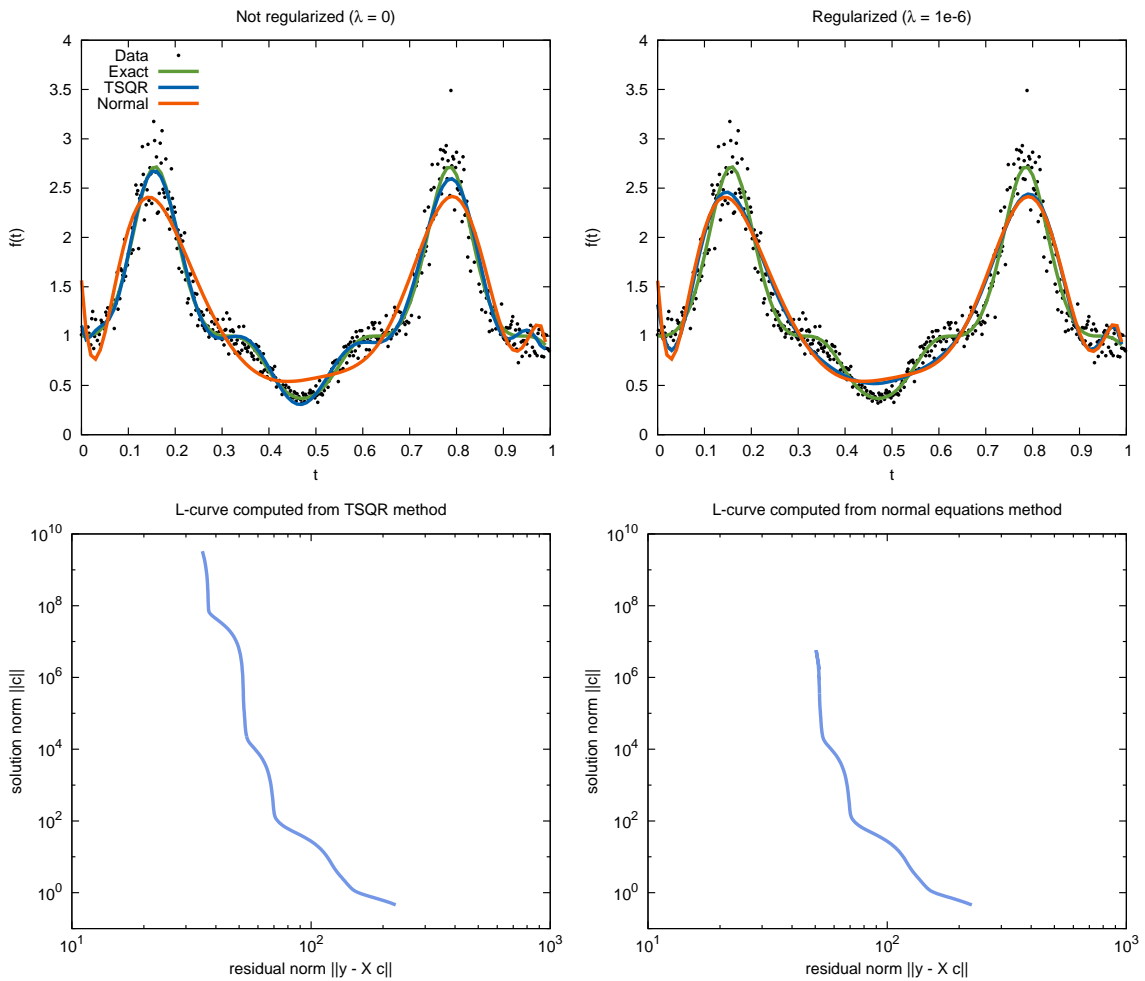 Not regularized (λ = 0)
f(t)
4
3.5
3
2.5
2
1.5
1
0.5
0
Data
Exact
TSQR
Normal
0 0.1 0.2 0.3 0.4 0.5 0.6 0.7 0.8 0.9 1
t
Regularized (λ = 1e-6)
f(t)
4
3.5
3
2.5
2
1.5
1
0.5
0
0 0.1 0.2 0.3 0.4 0.5 0.6 0.7 0.8 0.9 1
t
L-curve computed from TSQR method
solution norm ||c||
10^10
10^8
10^6
10^4
10^2
10^0
10^1 10^2 10^3
residual norm ||y - X c||
L-curve computed from normal equations method
solution norm ||c||
10^10
10^8
10^6
10^4
10^2
10^0
10^1 10^2 10^3
residual norm ||y - X c||